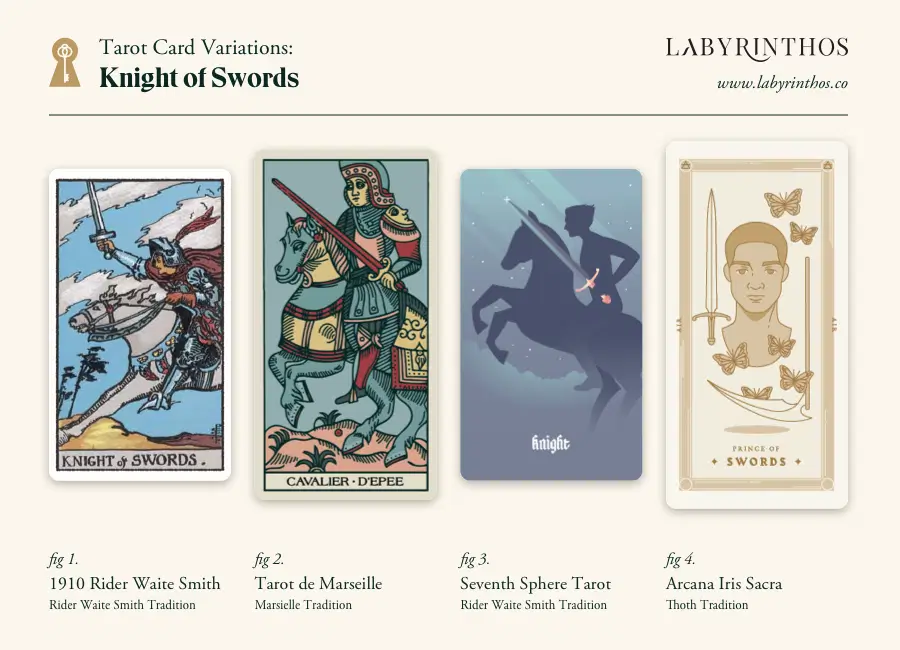 Tarot Card Variations:
Knight of Swords
LABYRINTHOS
www.labyrinthos.co
KNIGHT of SWORDS.
CAVALIER · D'EPEE
knight
AIR
AIR
PRINCE OF
SWORDS
fig 1.
1910 Rider Waite Smith
Rider Waite Smith Tradition
fig 2.
Tarot de Marseille
Marsielle Tradition
fig 3.
Seventh Sphere Tarot
Rider Waite Smith Tradition
fig 4.
Arcana Iris Sacra
Thoth Tradition